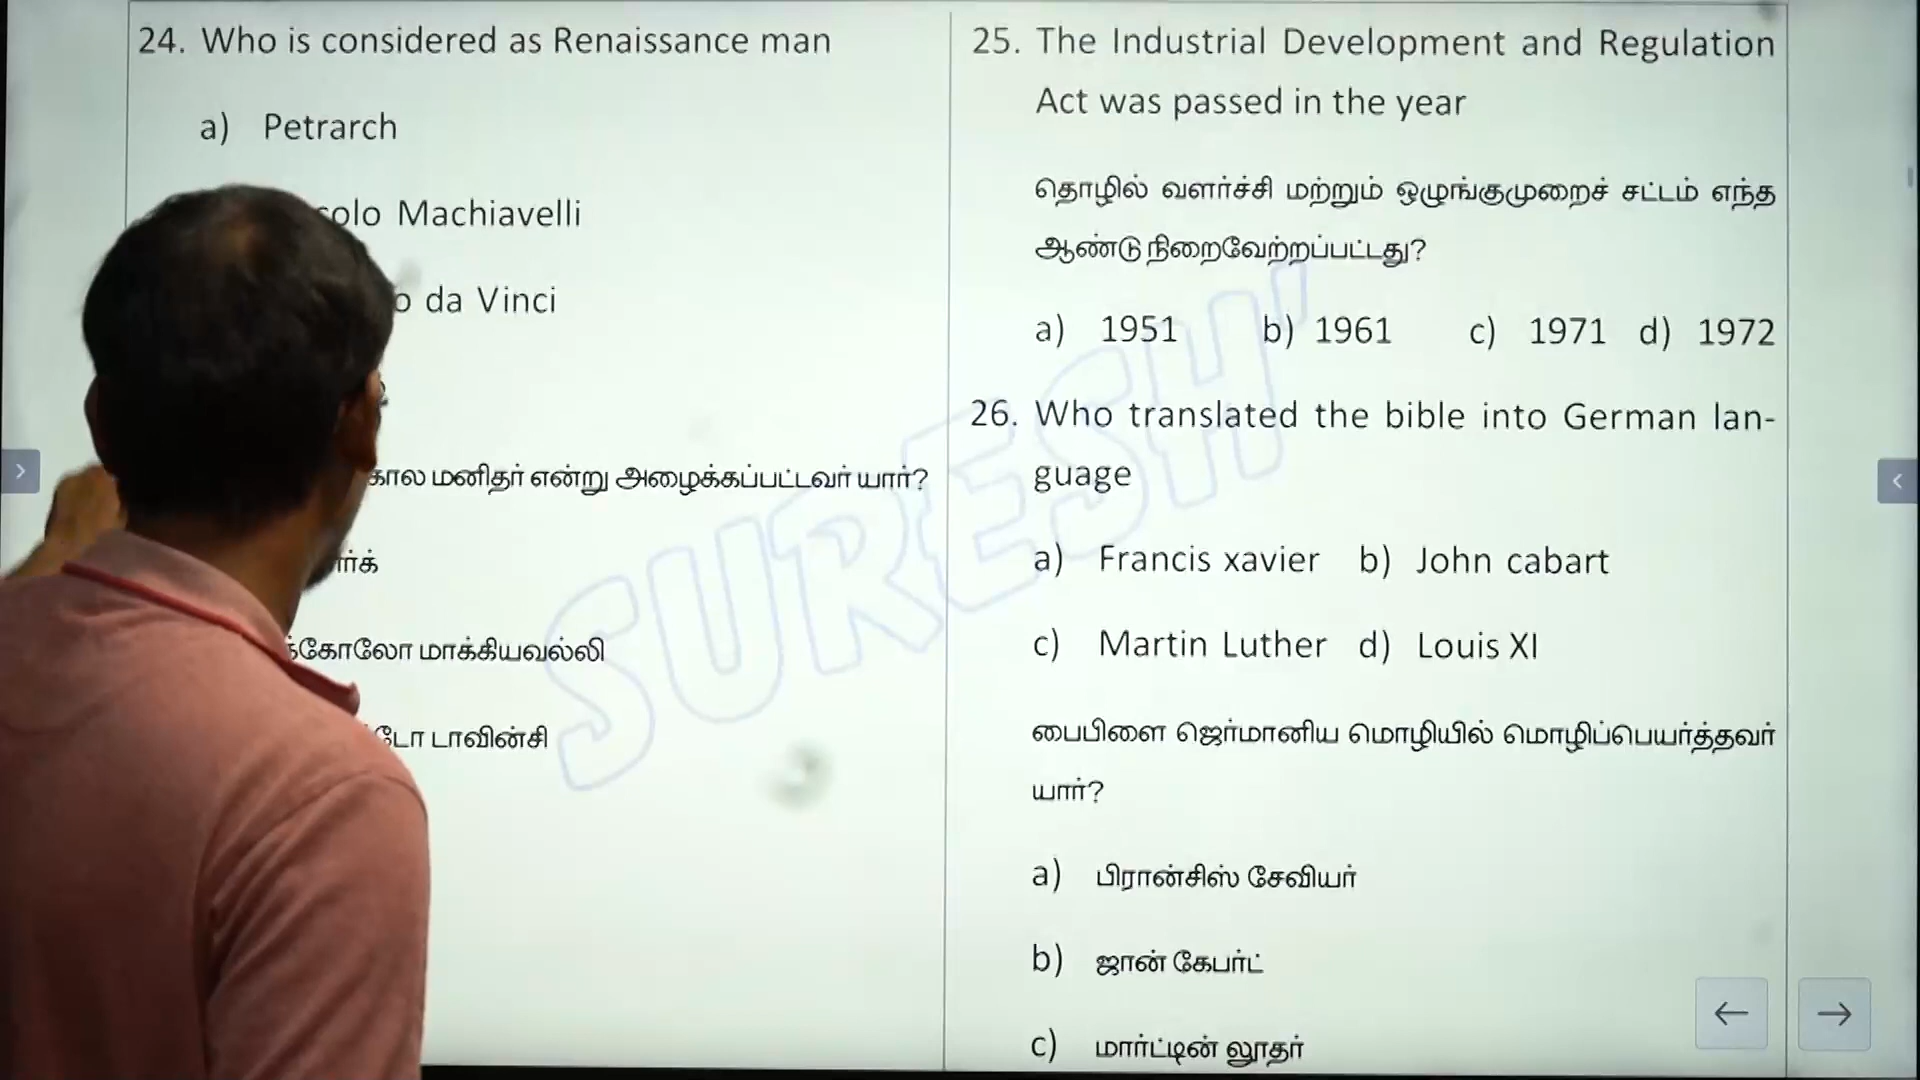 24. Who is considered as Renaissance man
a) Petrarch
colo Machiavelli
o da Vinci
கால மனிதர் என்று அழைக்கப்பட்டவர் யார்?
ார்க்
க்கோலோ மாக்கியவல்லி
டோ டாவின்சி
25. The Industrial Development and Regulation
Act was passed in the year
தொழில் வளர்ச்சி மற்றும் ஒழுங்குமுறைச் சட்டம் எந்த
ஆண்டு நிறைவேற்றப்பட்டது?
a) 1951 b) 1961 c) 1971 d) 1972
26. Who translated the bible into German lan-
guage
a) Francis xavier b) John cabart
c) Martin Luther d) Louis XI
பைபிளை ஜெர்மானிய மொழியில் மொழிப்பெயர்த்தவர்
யார்?
a) பிரான்சிஸ் சேவியர்
b) ஜான் கேபர்ட்
c) மார்ட்டின் லூதர்
SURESH'